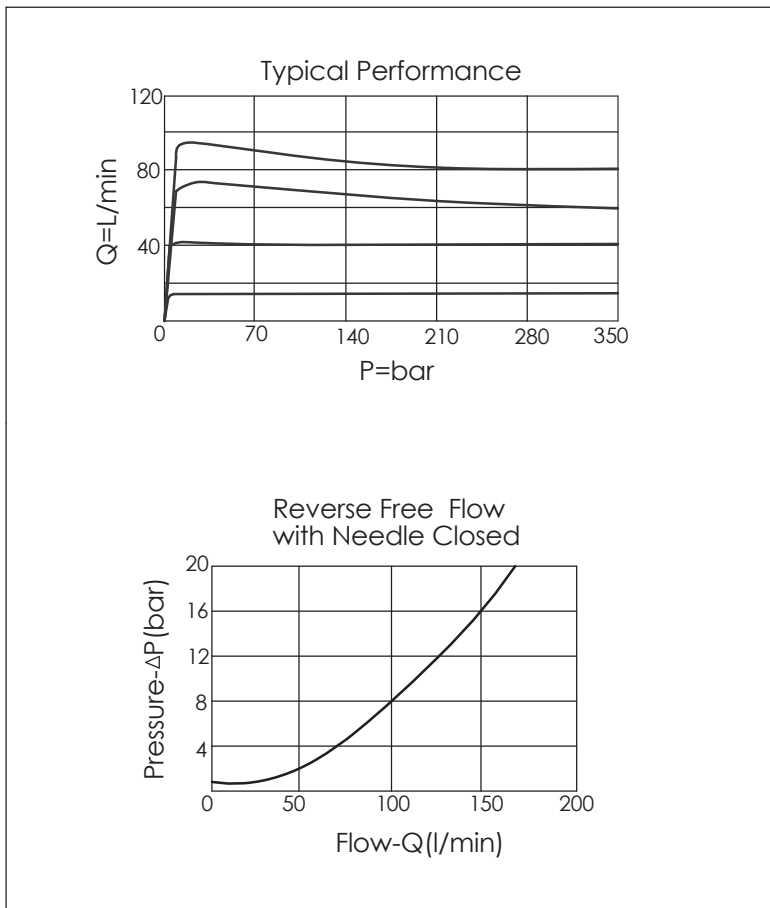 Typical Performance
120
80
40
Q=L/min
0 70 140 210 280 350
P=bar
Reverse Free Flow
with Needle Closed
20
16
12
8
4
Pressure-ΔP(bar)
0 50 100 150 200
Flow-Q(l/min)